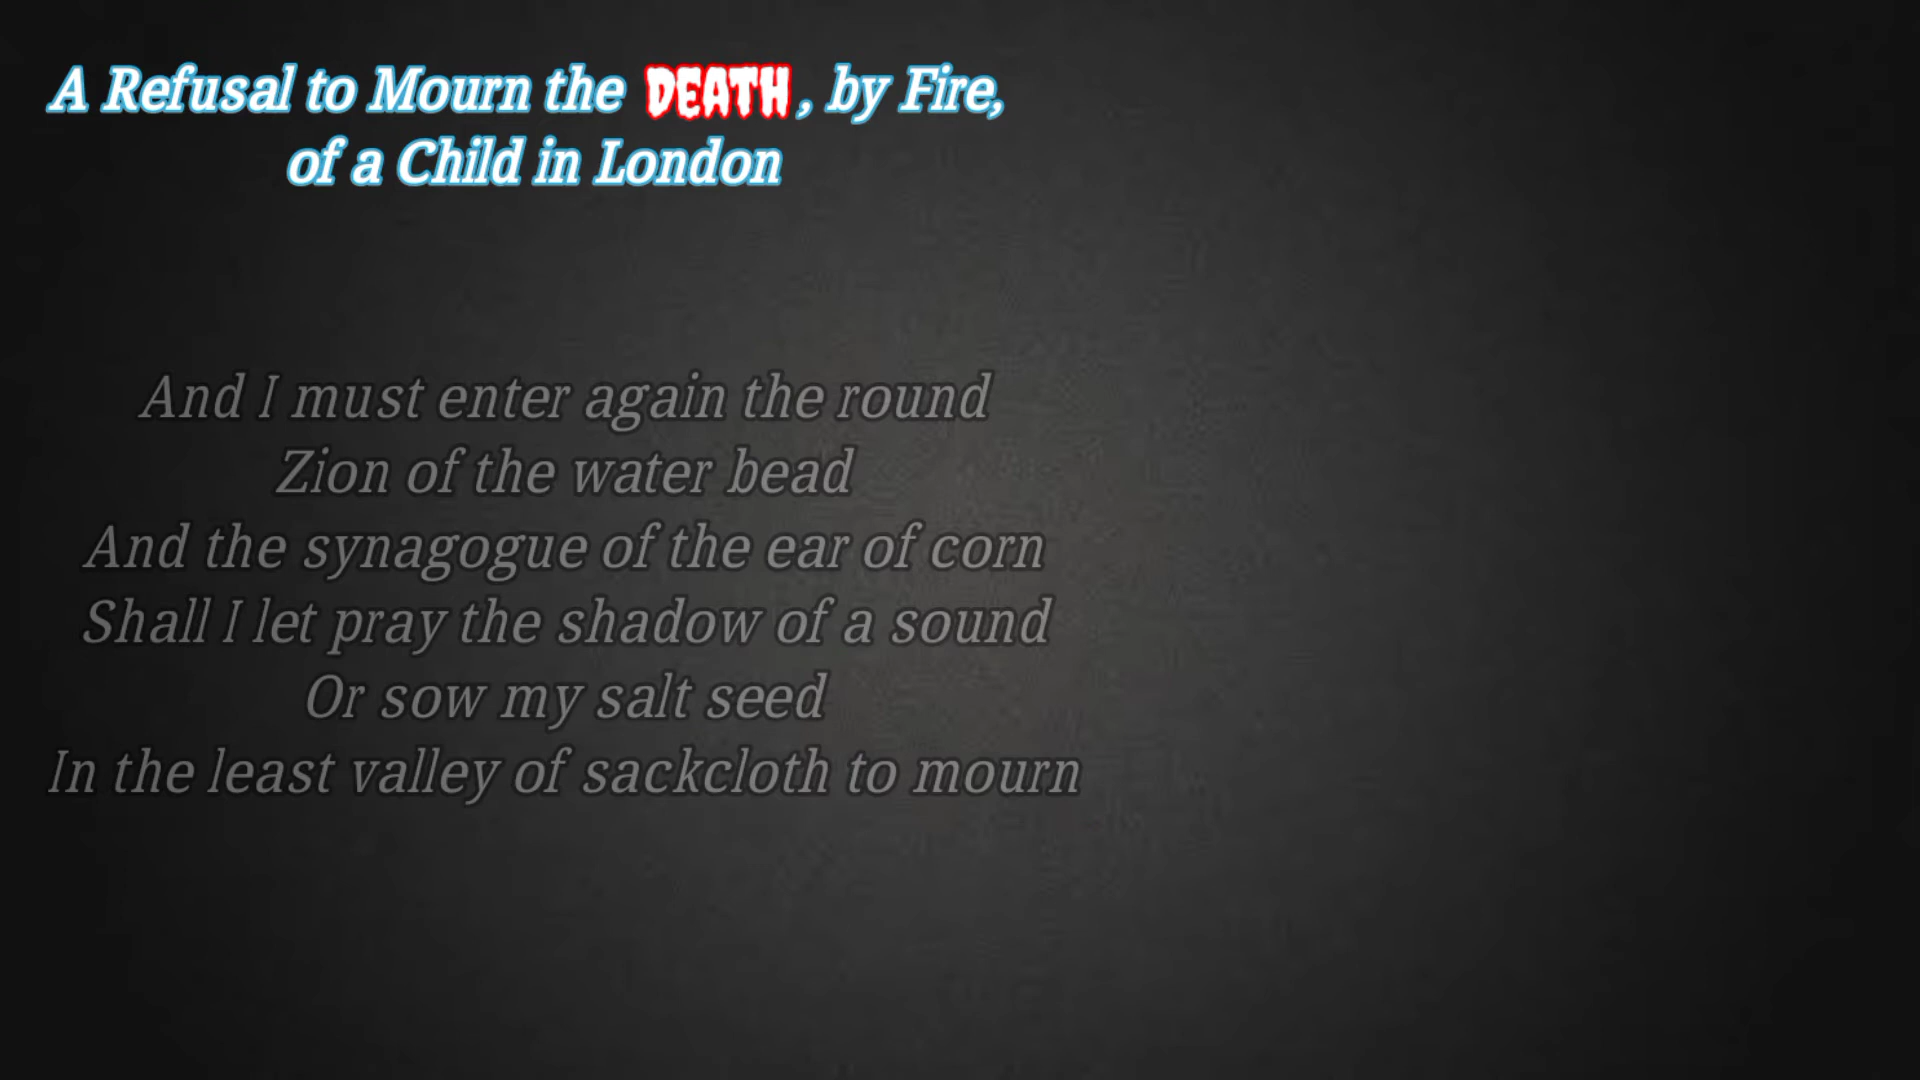 A Refusal to Mourn the DEATH, by Fire,
of a Child in London
And I must enter again the round
Zion of the water bead
And the synagogue of the ear of corn
Shall I let pray the shadow of a sound
Or sow my salt seed
In the least valley of sackcloth to mourn